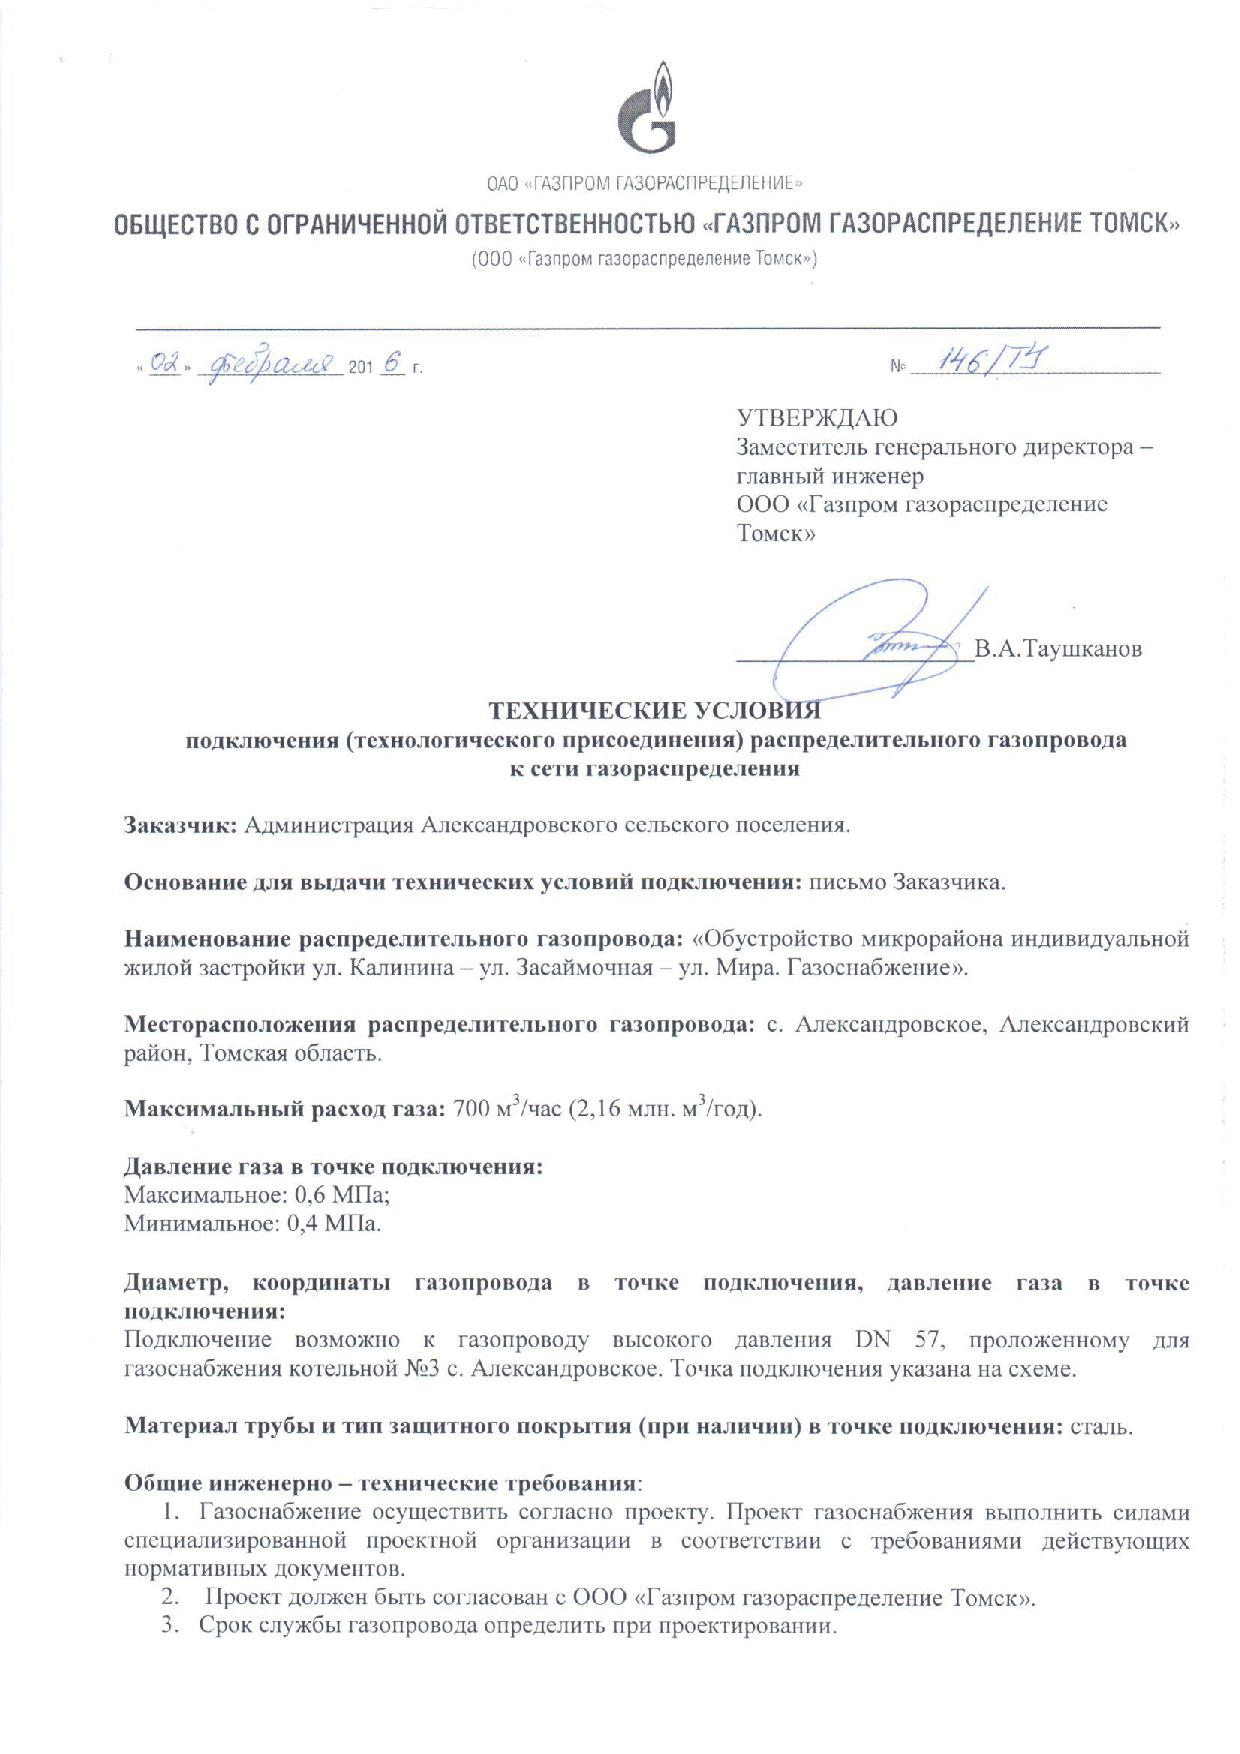 ОАО «ГАЗПРОМ ГАЗОРАСПРЕДЕЛЕНИЕ»
ОБЩЕСТВО С ОГРАНИЧЕННОЙ ОТВЕТСТВЕННОСТЬЮ «ГАЗПРОМ ГАЗОРАСПРЕДЕЛЕНИЕ ТОМСК»
(ООО «Газпром газораспределение Томск»)
«02» февраля 2016 г. № 146/ТУ
УТВЕРЖДАЮ
Заместитель генерального директора –
главный инженер
ООО «Газпром газораспределение
Томск»
В.А.Таушканов
ТЕХНИЧЕСКИЕ УСЛОВИЯ
подключения (технологического присоединения) распределительного газопровода
к сети газораспределения
Заказчик: Администрация Александровского сельского поселения.
Основание для выдачи технических условий подключения: письмо Заказчика.
Наименование распределительного газопровода: «Обустройство микрорайона индивидуальной
жилой застройки ул. Калинина – ул. Засаймочная – ул. Мира. Газоснабжение».
Месторасположения распределительного газопровода: с. Александровское, Александровский
район, Томская область.
Максимальный расход газа: 700 м³/час (2,16 млн. м³/год).
Давление газа в точке подключения:
Максимальное: 0,6 МПа;
Минимальное: 0,4 МПа.
Диаметр, координаты газопровода в точке подключения, давление газа в точке
подключения:
Подключение возможно к газопроводу высокого давления DN 57, проложенному для
газоснабжения котельной №3 с. Александровское. Точка подключения указана на схеме.
Материал трубы и тип защитного покрытия (при наличии) в точке подключения: сталь.
Общие инженерно – технические требования:
1. Газоснабжение осуществить согласно проекту. Проект газоснабжения выполнить силами
специализированной проектной организации в соответствии с требованиями действующих
нормативных документов.
2. Проект должен быть согласован с ООО «Газпром газораспределение Томск».
3. Срок службы газопровода определить при проектировании.